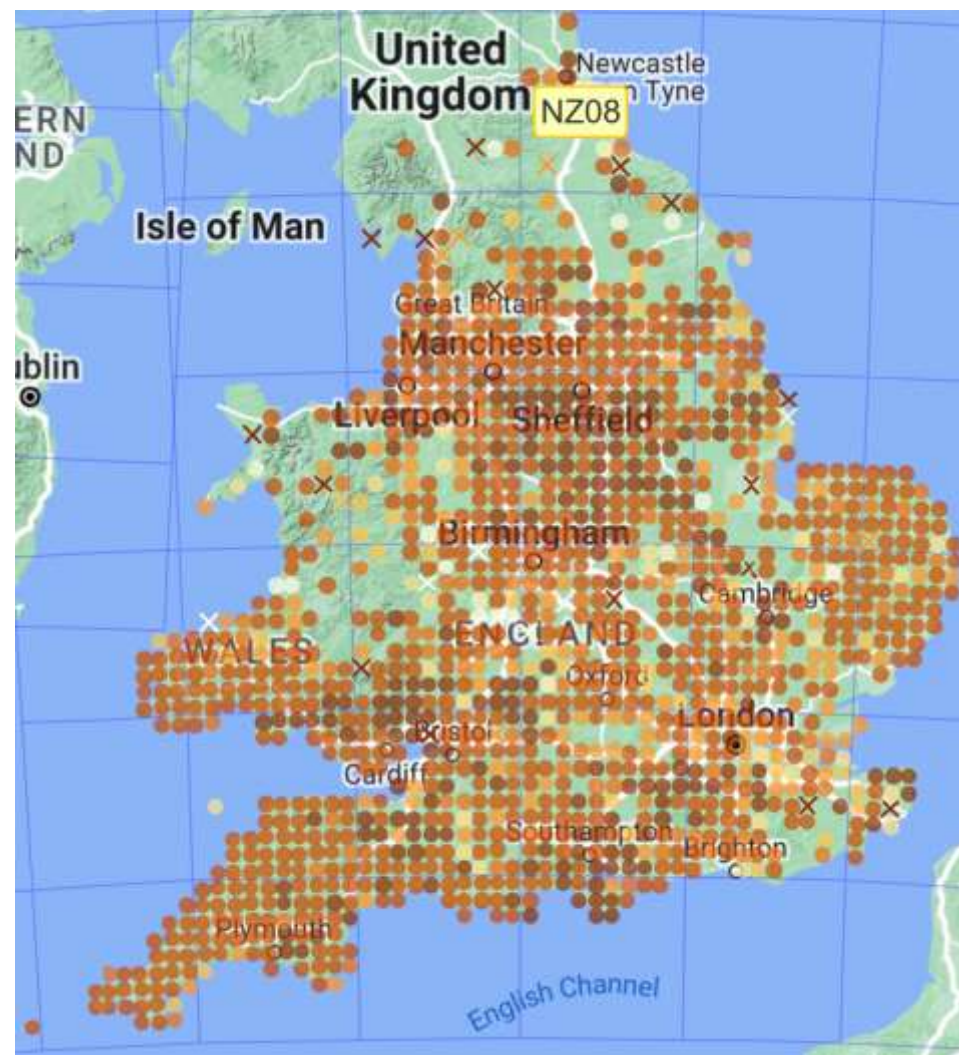 United
Kingdom
Newcastle
n Tyne
NZ08
ERN
ND
Isle of Man
Great Britain
Manchester
ublin
Liverpool
Sheffield
Birmingham
Cambridge
WALES
ENGLAND
Oxford
London
Bristol
Cardiff
Southampton
Brighton
Plymouth
English Channel